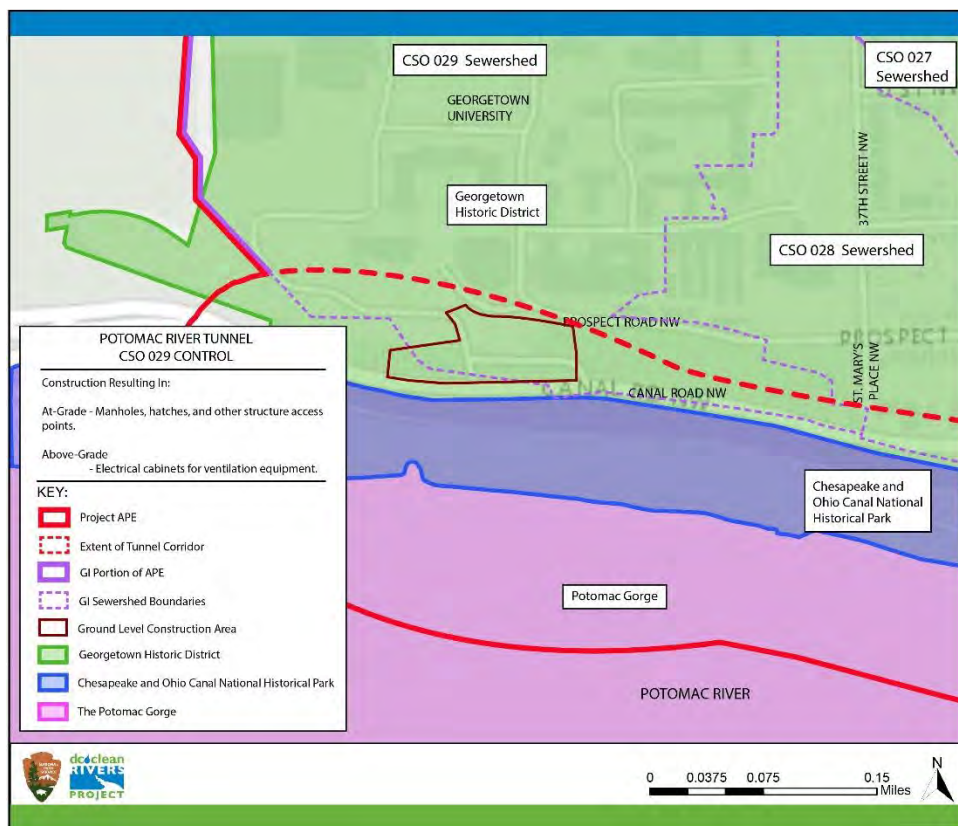 CSO 029 Sewershed
CSO 027
Sewershed
GEORGETOWN
UNIVERSITY
Georgetown
Historic District
37TH STREET NW
CSO 028 Sewershed
PROSPECT ROAD NW
PROSPECT
ST. MARY'S
PLACE NW
CANAL ROAD NW
CANAL
Chesapeake and
Ohio Canal National
Historical Park
Potomac Gorge
POTOMAC RIVER
POTOMAC RIVER TUNNEL
CSO 029 CONTROL
Construction Resulting In:
At-Grade - Manholes, hatches, and other structure access
points.
Above-Grade
- Electrical cabinets for ventilation equipment.
KEY:
Project APE
Extent of Tunnel Corridor
GI Portion of APE
GI Sewershed Boundaries
Ground Level Construction Area
Georgetown Historic District
Chesapeake and Ohio Canal National Historical Park
The Potomac Gorge
dc clean
RIVERS
PROJECT
0 0.0375 0.075 0.15
Miles
N